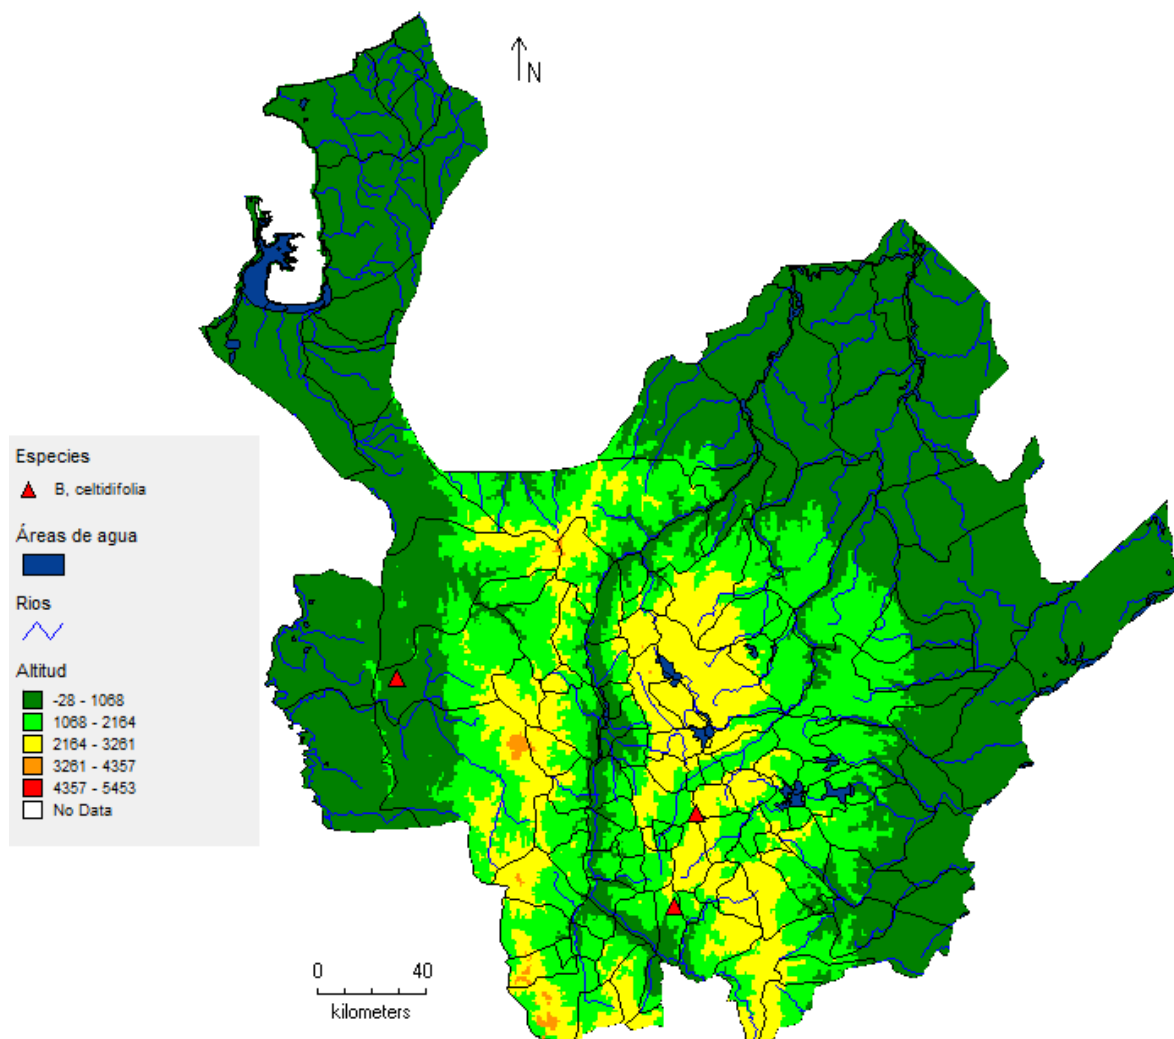 N
Especies
B, celtidifolia
Áreas de agua
Rios
Altitud
-28 - 1068
1068 - 2164
2164 - 3261
3261 - 4357
4357 - 5453
No Data
0 40
kilometers